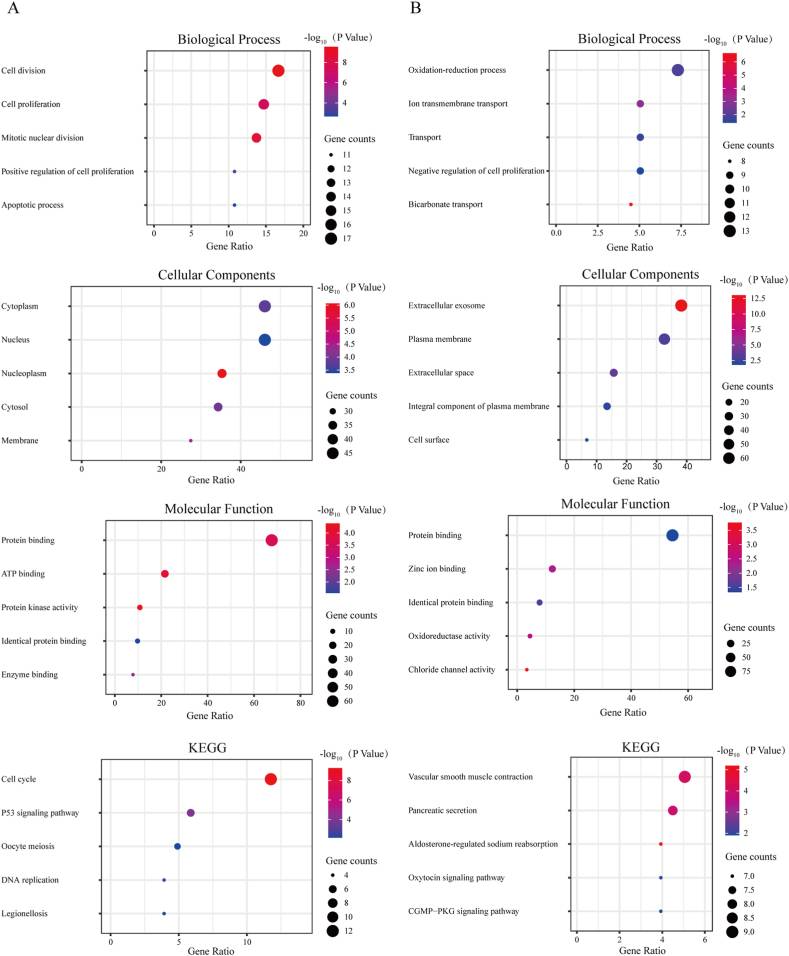 A
Biological Process
-log10 (P Value)
8
6
4
Gene counts
11
12
13
14
15
16
17
Cell division
Cell proliferation
Mitotic nuclear division
Positive regulation of cell proliferation
Apoptotic process
0 5 10 15 20
Gene Ratio
Cellular Components
-log10 (P Value)
6.0
5.5
5.0
4.5
4.0
3.5
Gene counts
30
35
40
45
Cytoplasm
Nucleus
Nucleoplasm
Cytosol
Membrane
0 20 40
Gene Ratio
Molecular Function
-log10 (P Value)
4.0
3.5
3.0
2.5
2.0
Gene counts
10
20
30
40
50
60
Protein binding
ATP binding
Protein kinase activity
Identical protein binding
Enzyme binding
0 20 40 60 80
Gene Ratio
KEGG
-log10 (P Value)
8
6
4
Gene counts
4
6
8
10
12
Cell cycle
P53 signaling pathway
Oocyte meiosis
DNA replication
Legionellosis
0 5 10
Gene Ratio
B
Biological Process
-log10 (P Value)
6
5
4
3
2
Gene counts
8
9
10
11
12
13
Oxidation-reduction process
Ion transmembrane transport
Transport
Negative regulation of cell proliferation
Bicarbonate transport
0.0 2.5 5.0 7.5
Gene Ratio
Cellular Components
-log10 (P Value)
12.5
10.0
7.5
5.0
2.5
Gene counts
20
30
40
50
60
Extracellular exosome
Plasma membrane
Extracellular space
Integral component of plasma membrane
Cell surface
0 10 20 30 40
Gene Ratio
Molecular Function
-log10 (P Value)
3.5
3.0
2.5
2.0
1.5
Gene counts
25
50
75
Protein binding
Zinc ion binding
Identical protein binding
Oxidoreductase activity
Chloride channel activity
0 20 40 60
Gene Ratio
KEGG
-log10 (P Value)
5
4
3
2
Gene counts
7.0
7.5
8.0
8.5
9.0
Vascular smooth muscle contraction
Pancreatic secretion
Aldosterone-regulated sodium reabsorption
Oxytocin signaling pathway
CGMP−PKG signaling pathway
0 2 4 6
Gene Ratio